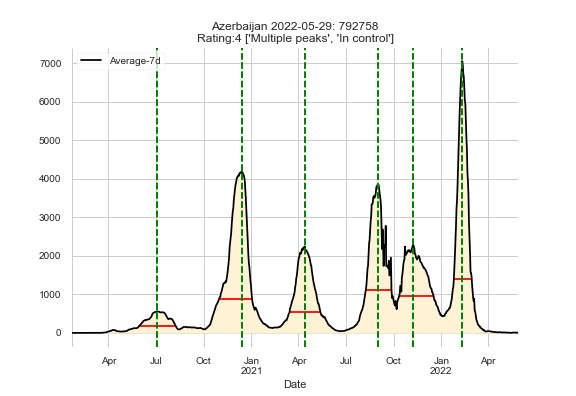 Azerbaijan 2022-05-29: 792758
Rating:4 ['Multiple peaks', 'In control']
Average-7d
7000
6000
5000
4000
3000
2000
1000
0
Apr Jul Oct Jan Apr Jul Oct Jan Apr
2021 2022
Date